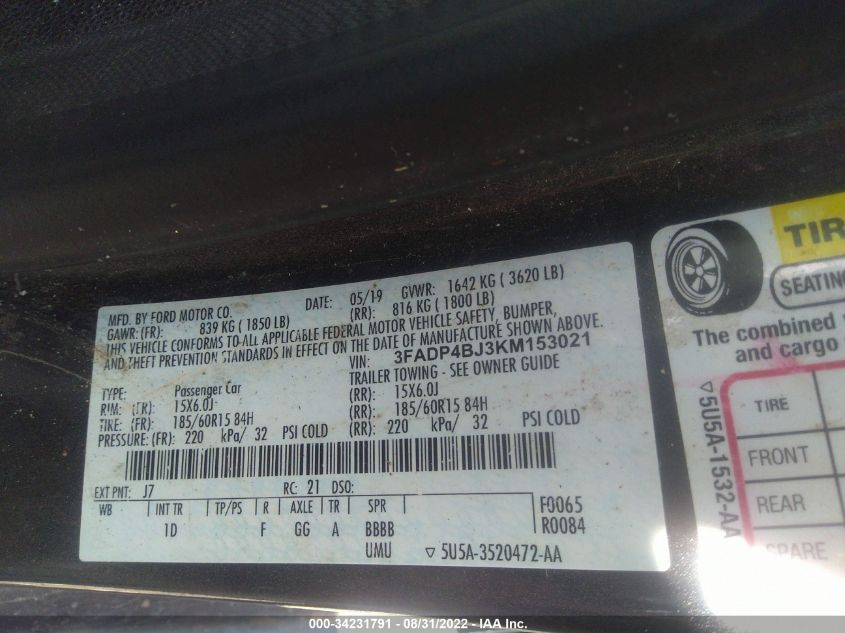 MFD. BY FORD MOTOR CO. DATE: 05/19 GVWR: 1642 KG ( 3620 LB)
GAWR: (FR): 839 KG ( 1850 LB) (RR): 816 KG ( 1800 LB)
THIS VEHICLE CONFORMS TO ALL APPLICABLE FEDERAL MOTOR VEHICLE SAFETY, BUMPER,
AND THEFT PREVENTION STANDARDS IN EFFECT ON THE DATE OF MANUFACTURE SHOWN ABOVE.
VIN: 3FADP4BJ3KM153021
TYPE: Passenger Car TRAILER TOWING - SEE OWNER GUIDE
RIM: (FR): 15X6.0J (RR): 15X6.0J
TIRE: (FR): 185/60R15 84H (RR): 185/60R15 84H
PRESSURE: (FR): 220 kPa/ 32 PSI COLD (RR): 220 kPa/ 32 PSI COLD
EXT PNT: J7 RC: 21 DSO:
WB INT TR TP/PS R AXLE TR SPR F0065
1D F GG A BBBB R0084
UMU ▽ 5U5A-3520472-AA
TIR
SEATING
The combined
and cargo
TIRE
FRONT
REAR
SPARE
▽5U5A-1532-AA
000-34231791 - 08/31/2022 - IAA Inc.